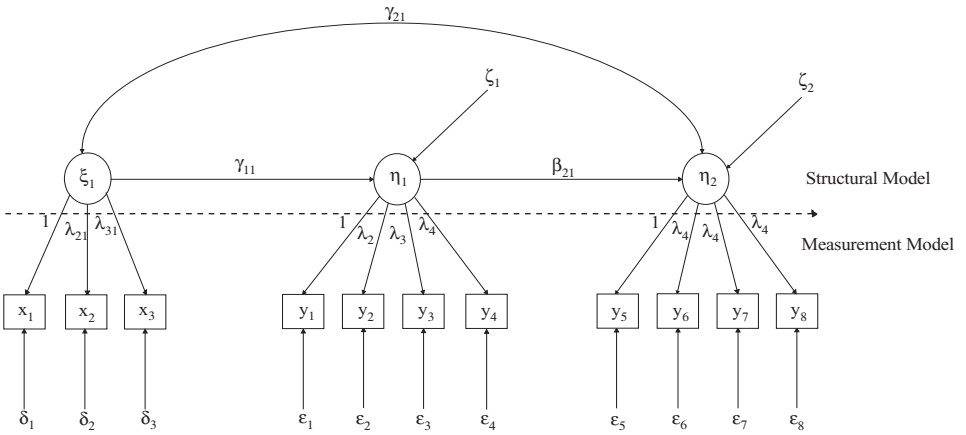 γ21
ζ1
ζ2
ξ1
γ11
η1
β21
η2
Structural Model
1
λ21
λ31
1
λ2
λ3
λ4
1
λ4
λ4
λ4
Measurement Model
x1
x2
x3
y1
y2
y3
y4
y5
y6
y7
y8
δ1
δ2
δ3
ε1
ε2
ε3
ε4
ε5
ε6
ε7
ε8